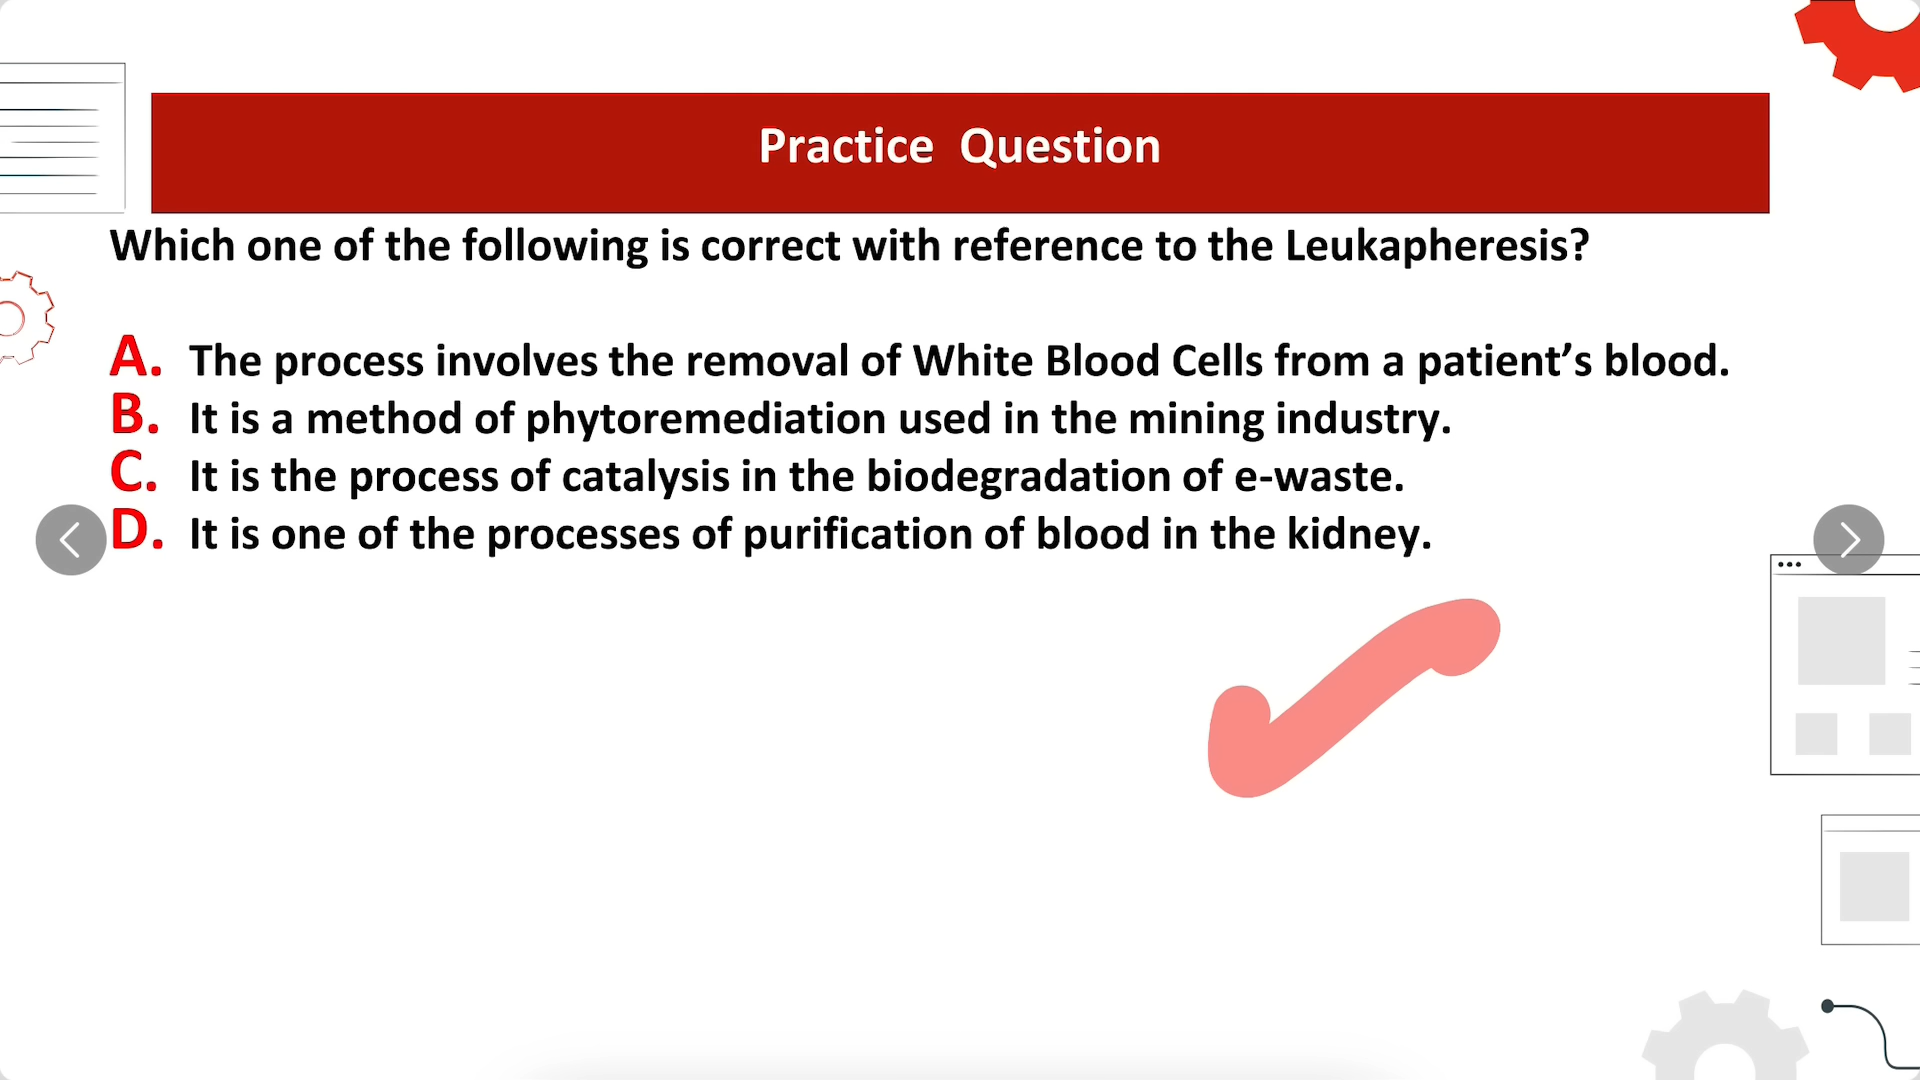 Practice Question
Which one of the following is correct with reference to the Leukapheresis?
A. The process involves the removal of White Blood Cells from a patient’s blood.
B. It is a method of phytoremediation used in the mining industry.
C. It is the process of catalysis in the biodegradation of e-waste.
D. It is one of the processes of purification of blood in the kidney.